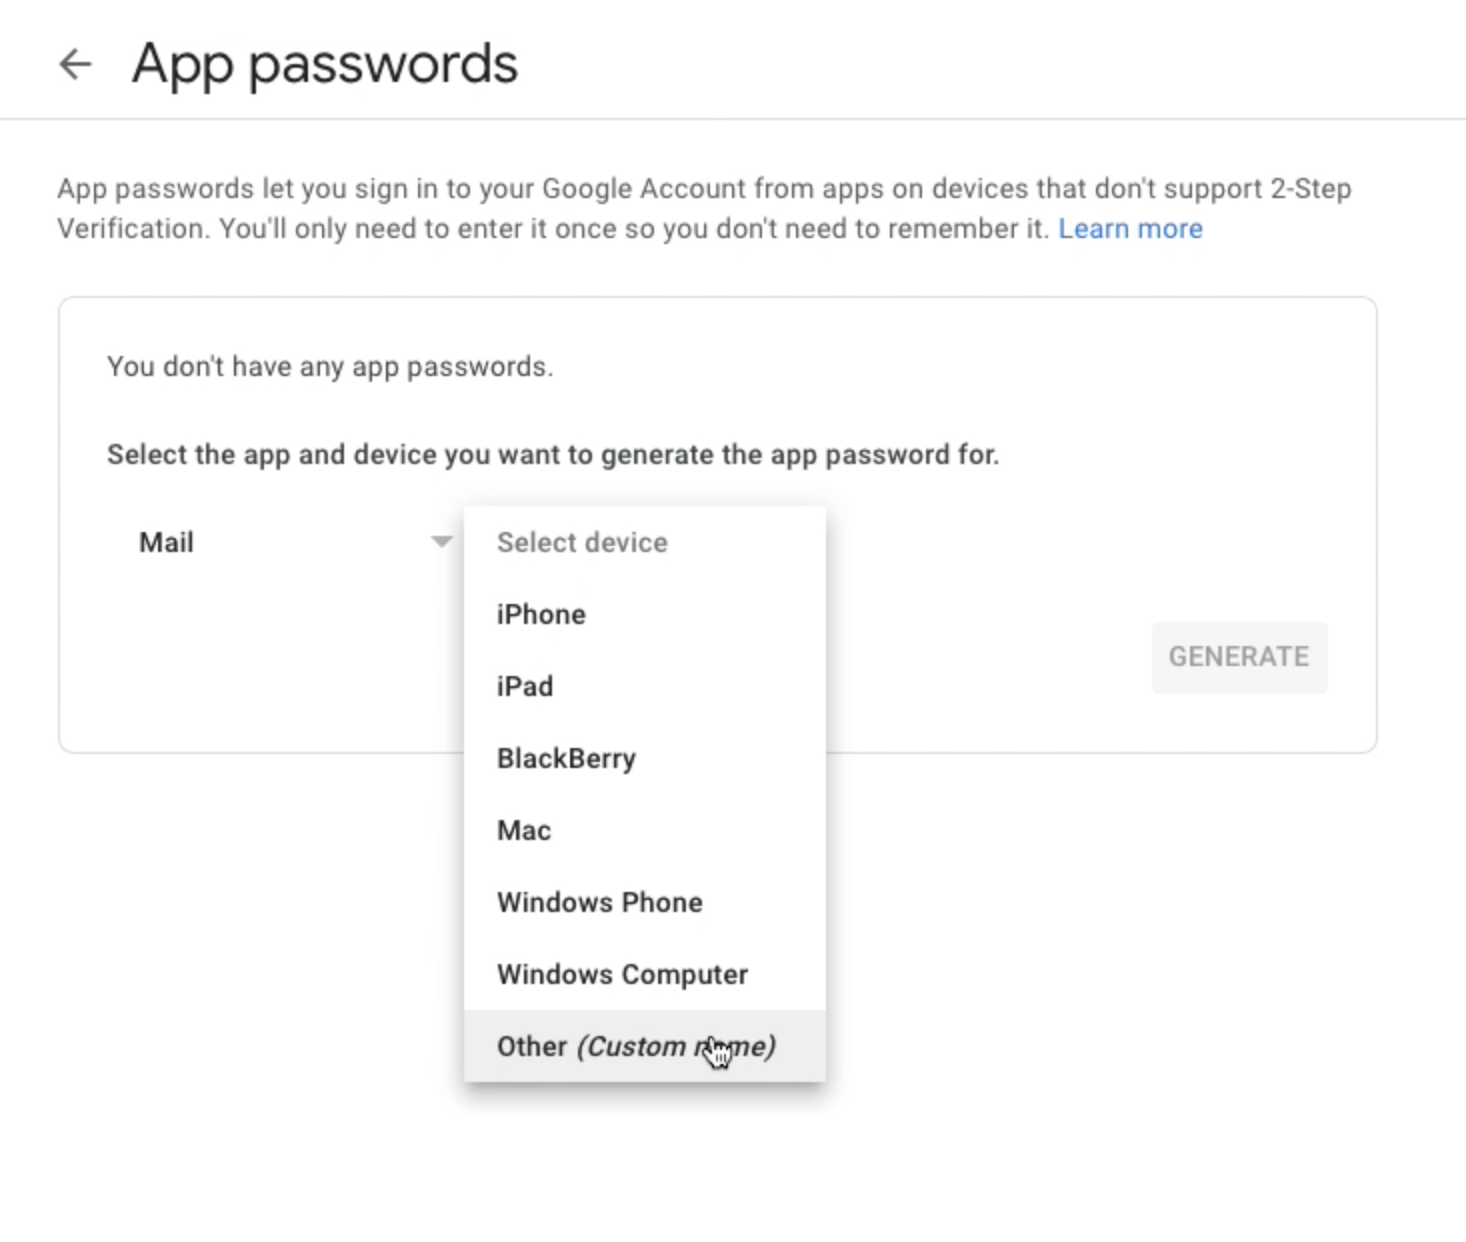 App passwords
App passwords let you sign in to your Google Account from apps on devices that don't support 2-Step
Verification. You'll only need to enter it once so you don't need to remember it. Learn more
You don't have any app passwords.
Select the app and device you want to generate the app password for.
Mail
Select device
iPhone
iPad
BlackBerry
Mac
Windows Phone
Windows Computer
Other (Custom name)
GENERATE